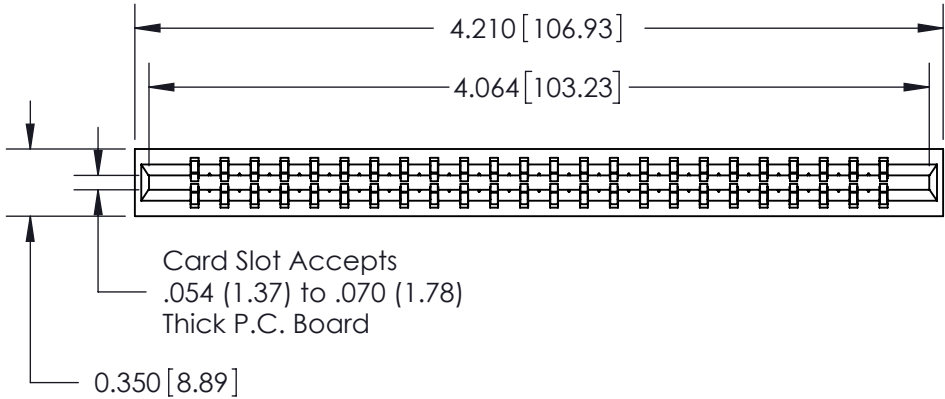 4.210 [106.93]
4.064 [103.23]
Card Slot Accepts
.054 (1.37) to .070 (1.78)
Thick P.C. Board
0.350 [8.89]